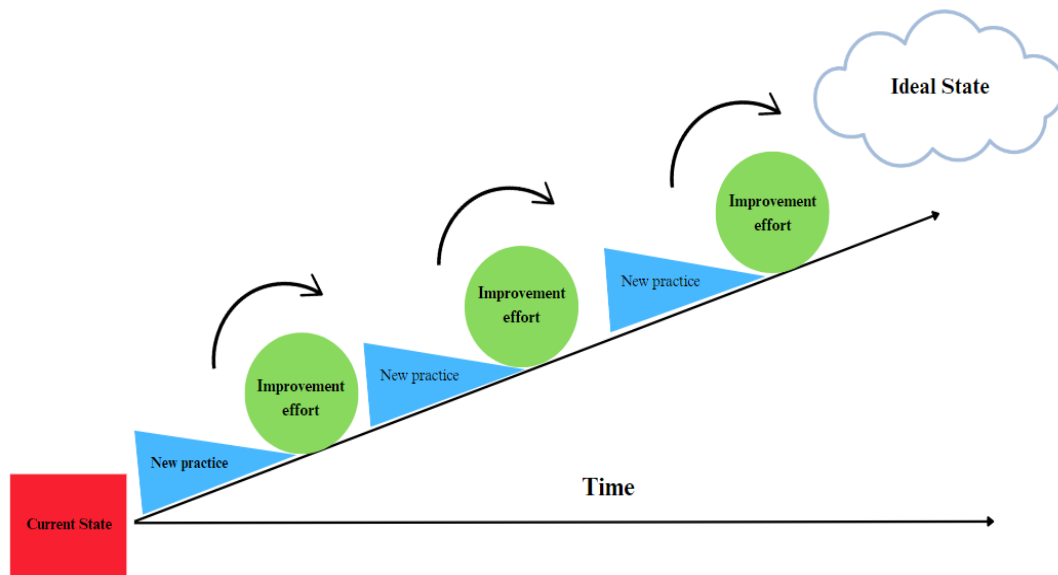 Ideal State
Improvement
effort
New practice
Improvement
effort
New practice
Improvement
effort
New practice
Current State
Time